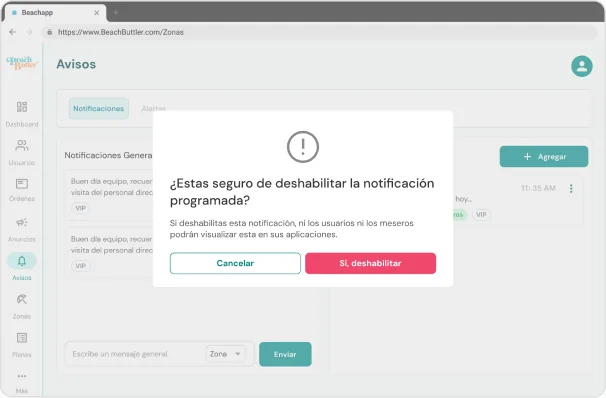 Beachapp
https://www.BeachButtler.com/Zonas
Beach
Butler
Avisos
Notificaciones Alertas
Dashboard
Usuarios
Órdenes
Anuncios
Avisos
Zonas
Planes
Más
Notificaciones Genera
Agregar
Buen día equipo, recuer
visita del personal direc
VIP
Buen día equipo, recuer
visita del personal direc
VIP
11: 35 AM
hoy...
ros VIP
¿Estas seguro de deshabilitar la notificación
programada?
Si deshabilitas esta notificación, ni los usuarios ni los meseros
podrán visualizar esta en sus aplicaciones.
Cancelar Sí, deshabilitar
Escribe un mensaje general. Zona Enviar